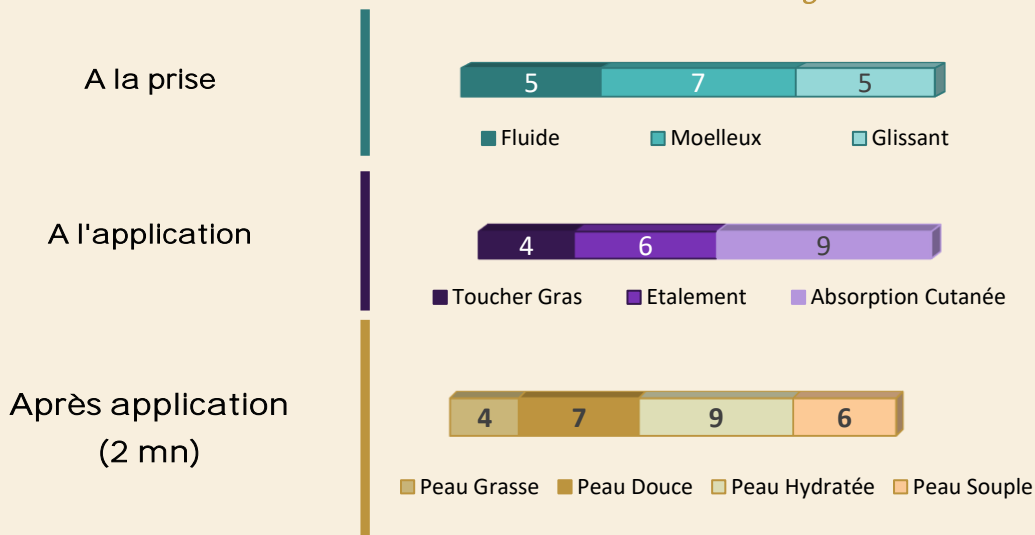 A la prise
5 7 5
Fluide Moelleux Glissant
A l'application
4 6 9
Toucher Gras Etalement Absorption Cutanée
Après application
(2 mn)
4 7 9 6
Peau Grasse Peau Douce Peau Hydratée Peau Souple